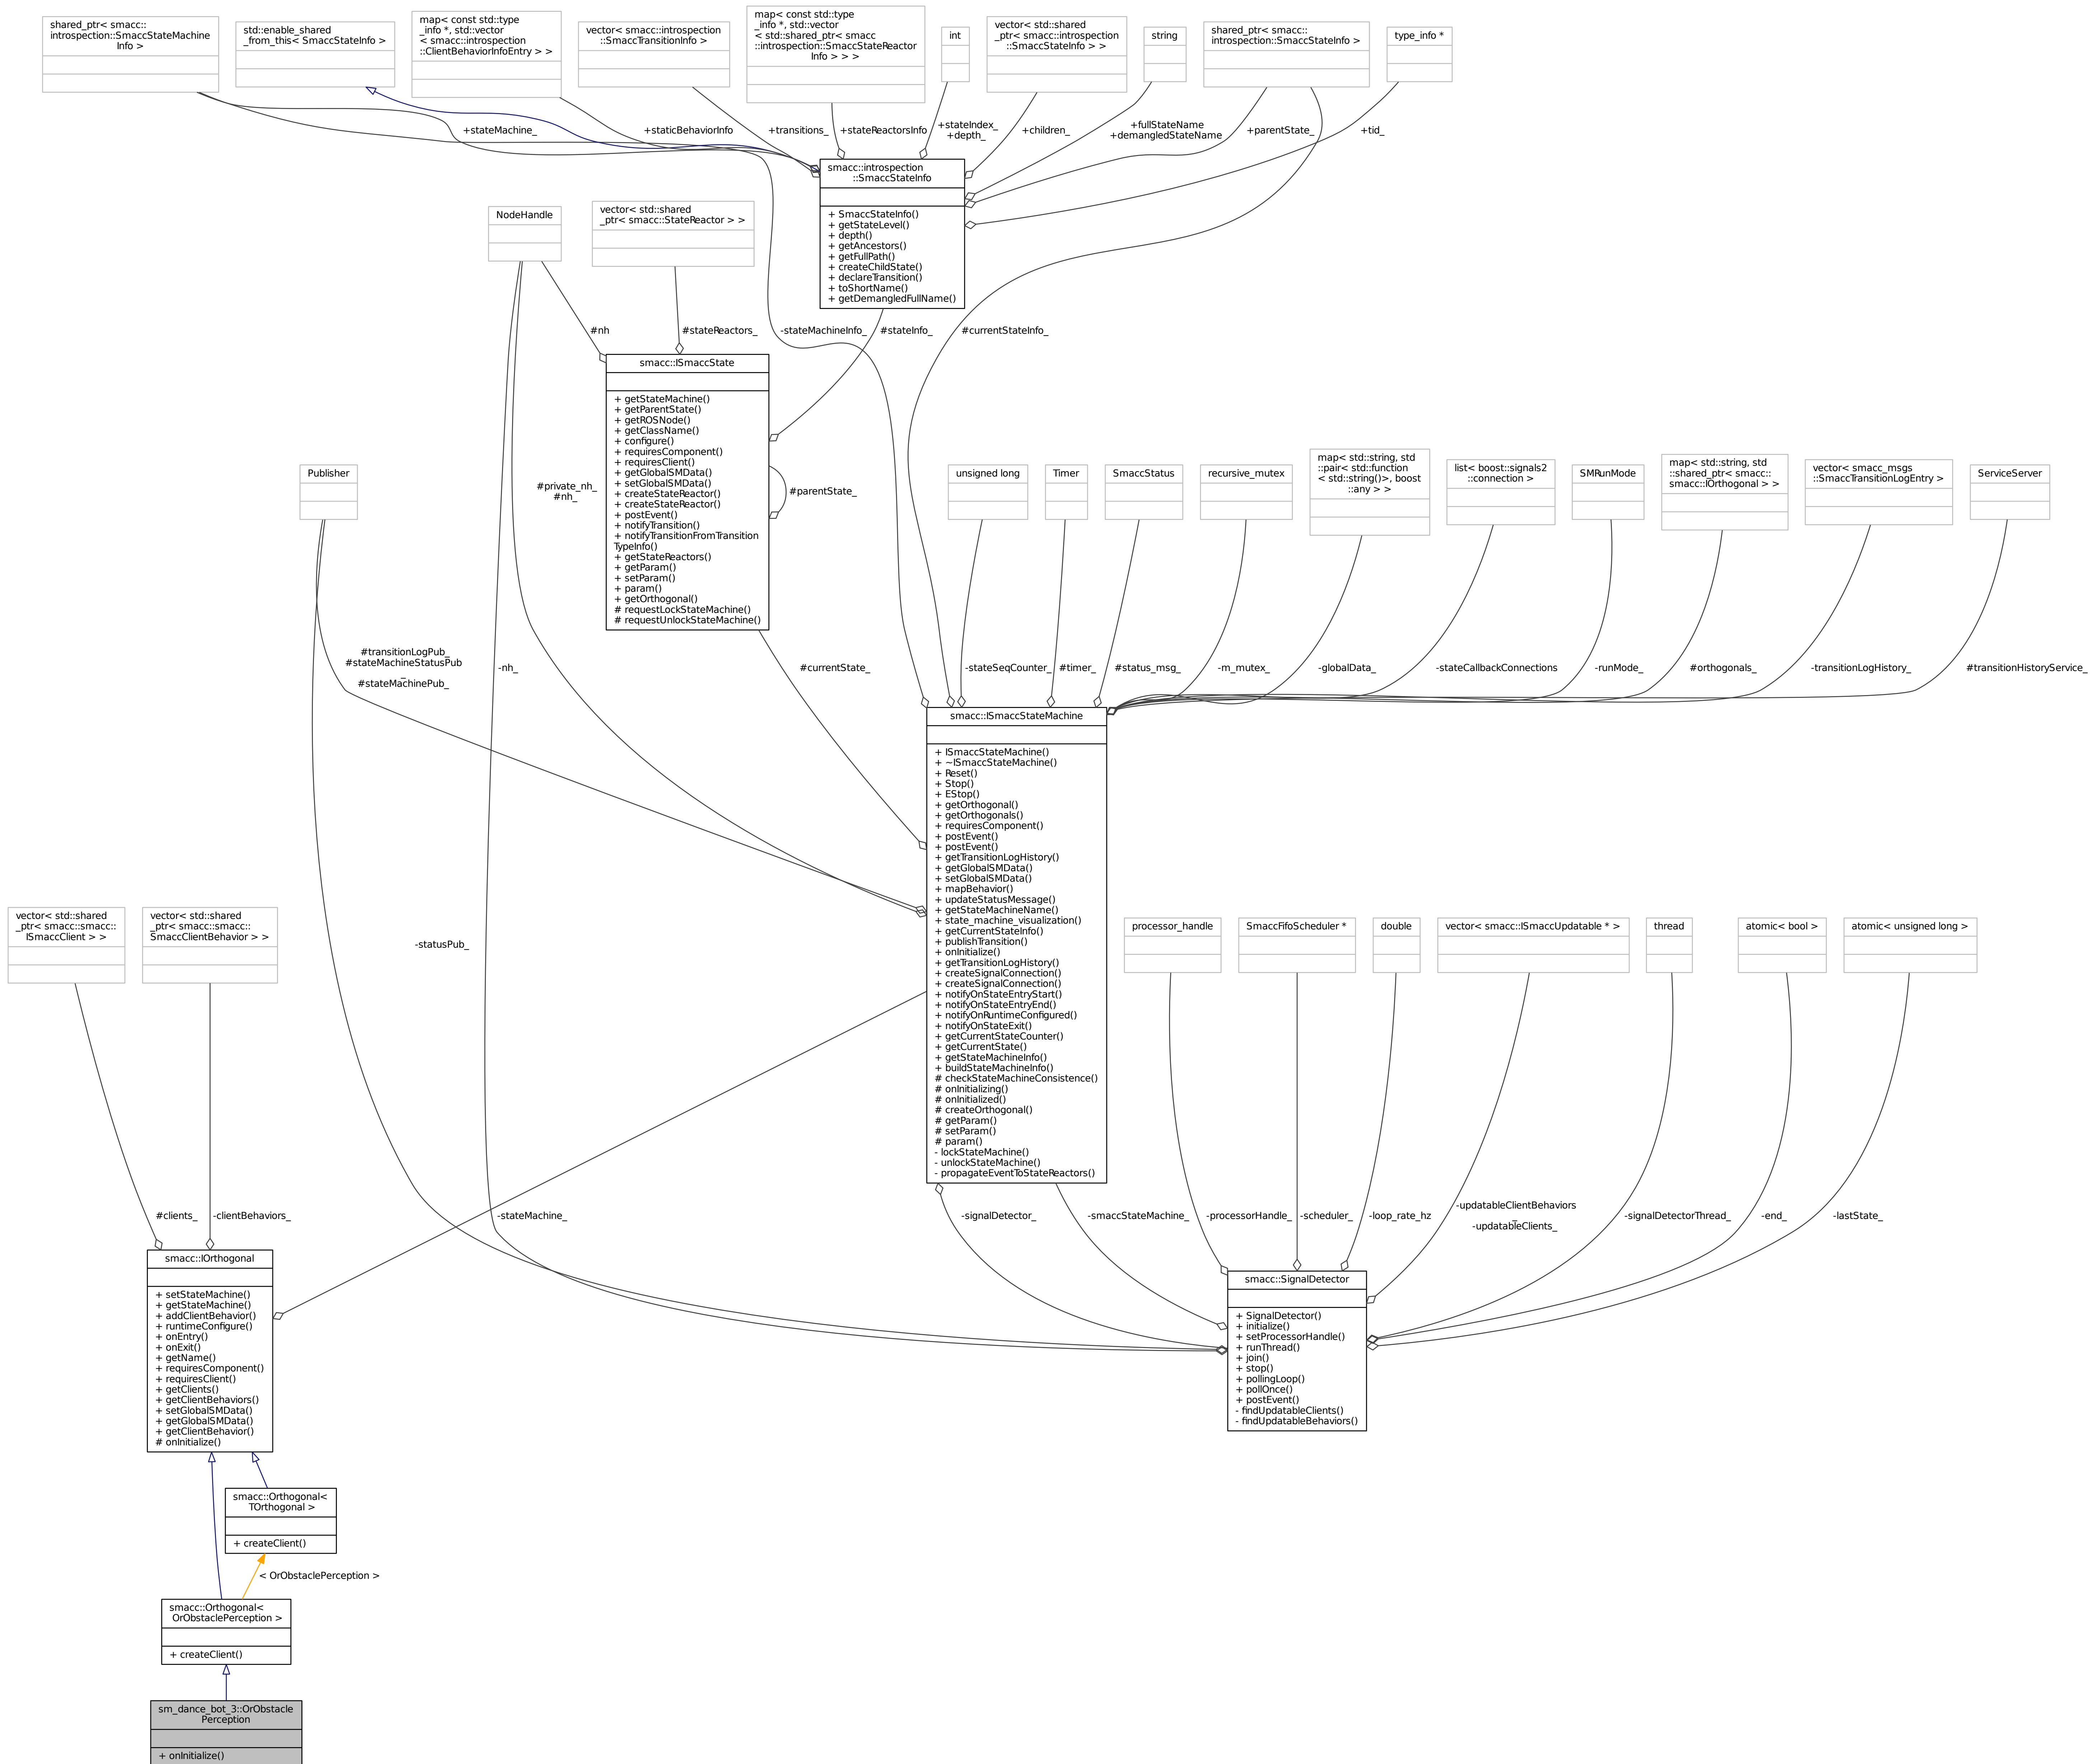 shared_ptr< smacc::
introspection::SmaccStateMachine
Info >
std::enable_shared
_from_this< SmaccStateInfo >
map< const std::type
_info *, std::vector
< smacc::introspection
::ClientBehaviorInfoEntry > >
vector< smacc::introspection
::SmaccTransitionInfo >
map< const std::type
_info *, std::vector
< std::shared_ptr< smacc
::introspection::SmaccStateReactor
Info > > >
int
vector< std::shared
_ptr< smacc::introspection
::SmaccStateInfo > >
string
shared_ptr< smacc::
introspection::SmaccStateInfo >
type_info *
+stateMachine_
+staticBehaviorInfo
+transitions_
+stateReactorsInfo
+stateIndex_
+depth_
+children_
+fullStateName
+demangledStateName
+parentState_
+tid_
smacc::introspection
::SmaccStateInfo
+ SmaccStateInfo()
+ getStateLevel()
+ depth()
+ getAncestors()
+ getFullPath()
+ createChildState()
+ declareTransition()
+ toShortName()
+ getDemangledFullName()
NodeHandle
vector< std::shared
_ptr< smacc::StateReactor > >
#nh
#stateReactors_
-stateMachineInfo_
#stateInfo_
#currentStateInfo_
smacc::ISmaccState
+ getStateMachine()
+ getParentState()
+ getROSNode()
+ getClassName()
+ configure()
+ requiresComponent()
+ requiresClient()
+ getGlobalSMData()
+ setGlobalSMData()
+ createStateReactor()
+ createStateReactor()
+ postEvent()
+ notifyTransition()
+ notifyTransitionFromTransition
TypeInfo()
+ getStateReactors()
+ getParam()
+ setParam()
+ param()
+ getOrthogonal()
# requestLockStateMachine()
# requestUnlockStateMachine()
#parentState_
#private_nh_
#nh_
Publisher
unsigned long
Timer
SmaccStatus
recursive_mutex
map< std::string, std
::pair< std::function
< std::string()>, boost
::any > >
list< boost::signals2
::connection >
SMRunMode
map< std::string, std
::shared_ptr< smacc::
smacc::IOrthogonal > >
vector< smacc_msgs
::SmaccTransitionLogEntry >
ServiceServer
#transitionLogPub_
#stateMachineStatusPub
_
#stateMachinePub_
-nh_
#currentState_
-stateSeqCounter_
#timer_
#status_msg_
-m_mutex_
-globalData_
-stateCallbackConnections
-runMode_
#orthogonals_
-transitionLogHistory_
#transitionHistoryService_
smacc::ISmaccStateMachine
+ ISmaccStateMachine()
+ ~ISmaccStateMachine()
+ Reset()
+ Stop()
+ EStop()
+ getOrthogonal()
+ getOrthogonals()
+ requiresComponent()
+ postEvent()
+ postEvent()
+ getTransitionLogHistory()
+ getGlobalSMData()
+ setGlobalSMData()
+ mapBehavior()
+ updateStatusMessage()
+ getStateMachineName()
+ state_machine_visualization()
+ getCurrentStateInfo()
+ publishTransition()
+ onInitialize()
+ getTransitionLogHistory()
+ createSignalConnection()
+ createSignalConnection()
+ notifyOnStateEntryStart()
+ notifyOnStateEntryEnd()
+ notifyOnRuntimeConfigured()
+ notifyOnStateExit()
+ getCurrentStateCounter()
+ getCurrentState()
+ getStateMachineInfo()
+ buildStateMachineInfo()
# checkStateMachineConsistence()
# onInitializing()
# onInitialized()
# createOrthogonal()
# getParam()
# setParam()
# param()
- lockStateMachine()
- unlockStateMachine()
- propagateEventToStateReactors()
vector< std::shared
_ptr< smacc::smacc::
ISmaccClient > >
vector< std::shared
_ptr< smacc::smacc::
SmaccClientBehavior > >
-statusPub_
processor_handle
SmaccFifoScheduler *
double
vector< smacc::ISmaccUpdatable * >
thread
atomic< bool >
atomic< unsigned long >
#clients_
-clientBehaviors_
-stateMachine_
-signalDetector_
-smaccStateMachine_
-processorHandle_
-scheduler_
-loop_rate_hz
-updatableClientBehaviors
_
-updatableClients_
-signalDetectorThread_
-end_
-lastState_
smacc::IOrthogonal
+ setStateMachine()
+ getStateMachine()
+ addClientBehavior()
+ runtimeConfigure()
+ onEntry()
+ onExit()
+ getName()
+ requiresComponent()
+ requiresClient()
+ getClients()
+ getClientBehaviors()
+ setGlobalSMData()
+ getGlobalSMData()
+ getClientBehavior()
# onInitialize()
smacc::SignalDetector
+ SignalDetector()
+ initialize()
+ setProcessorHandle()
+ runThread()
+ join()
+ stop()
+ pollingLoop()
+ pollOnce()
+ postEvent()
- findUpdatableClients()
- findUpdatableBehaviors()
smacc::Orthogonal<
TOrthogonal >
+ createClient()
< OrObstaclePerception >
smacc::Orthogonal<
OrObstaclePerception >
+ createClient()
sm_dance_bot_3::OrObstacle
Perception
+ onInitialize()